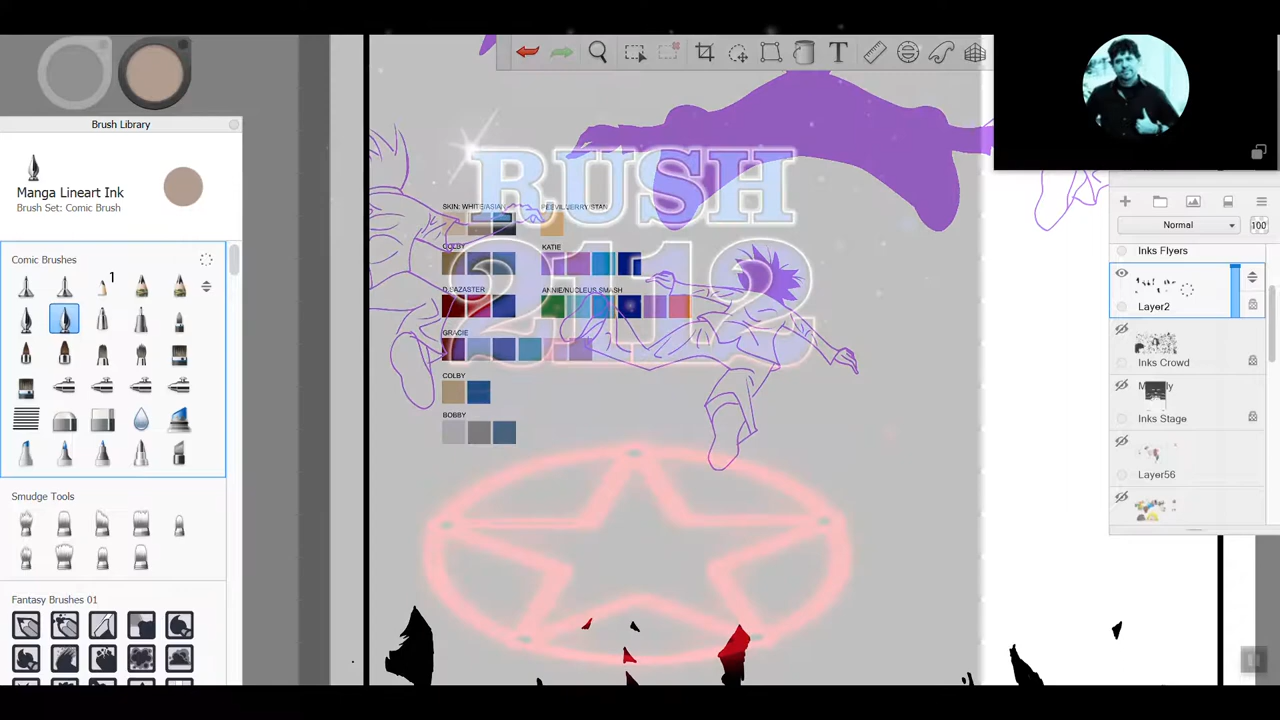 Brush Library
Manga Lineart Ink
Brush Set: Comic Brush
Comic Brushes
1
Smudge Tools
Fantasy Brushes 01
T
RUSH
2112
SKIN: WHITE/ASIAN
COLBY
KATIE
ANNIE/NUCLEUS SMASH
GRACIE
COLBY
BOBBY
Normal
100
Inks Flyers
Layer2
Inks Crowd
Inks Stage
Layer56